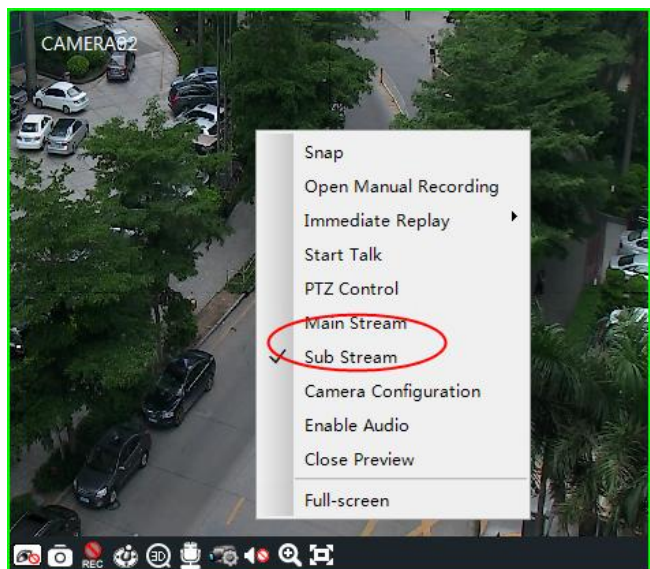 CAMERA02
Snap
Open Manual Recording
Immediate Replay
Start Talk
PTZ Control
Main Stream
Sub Stream
Camera Configuration
Enable Audio
Close Preview
Full-screen
REC
3D